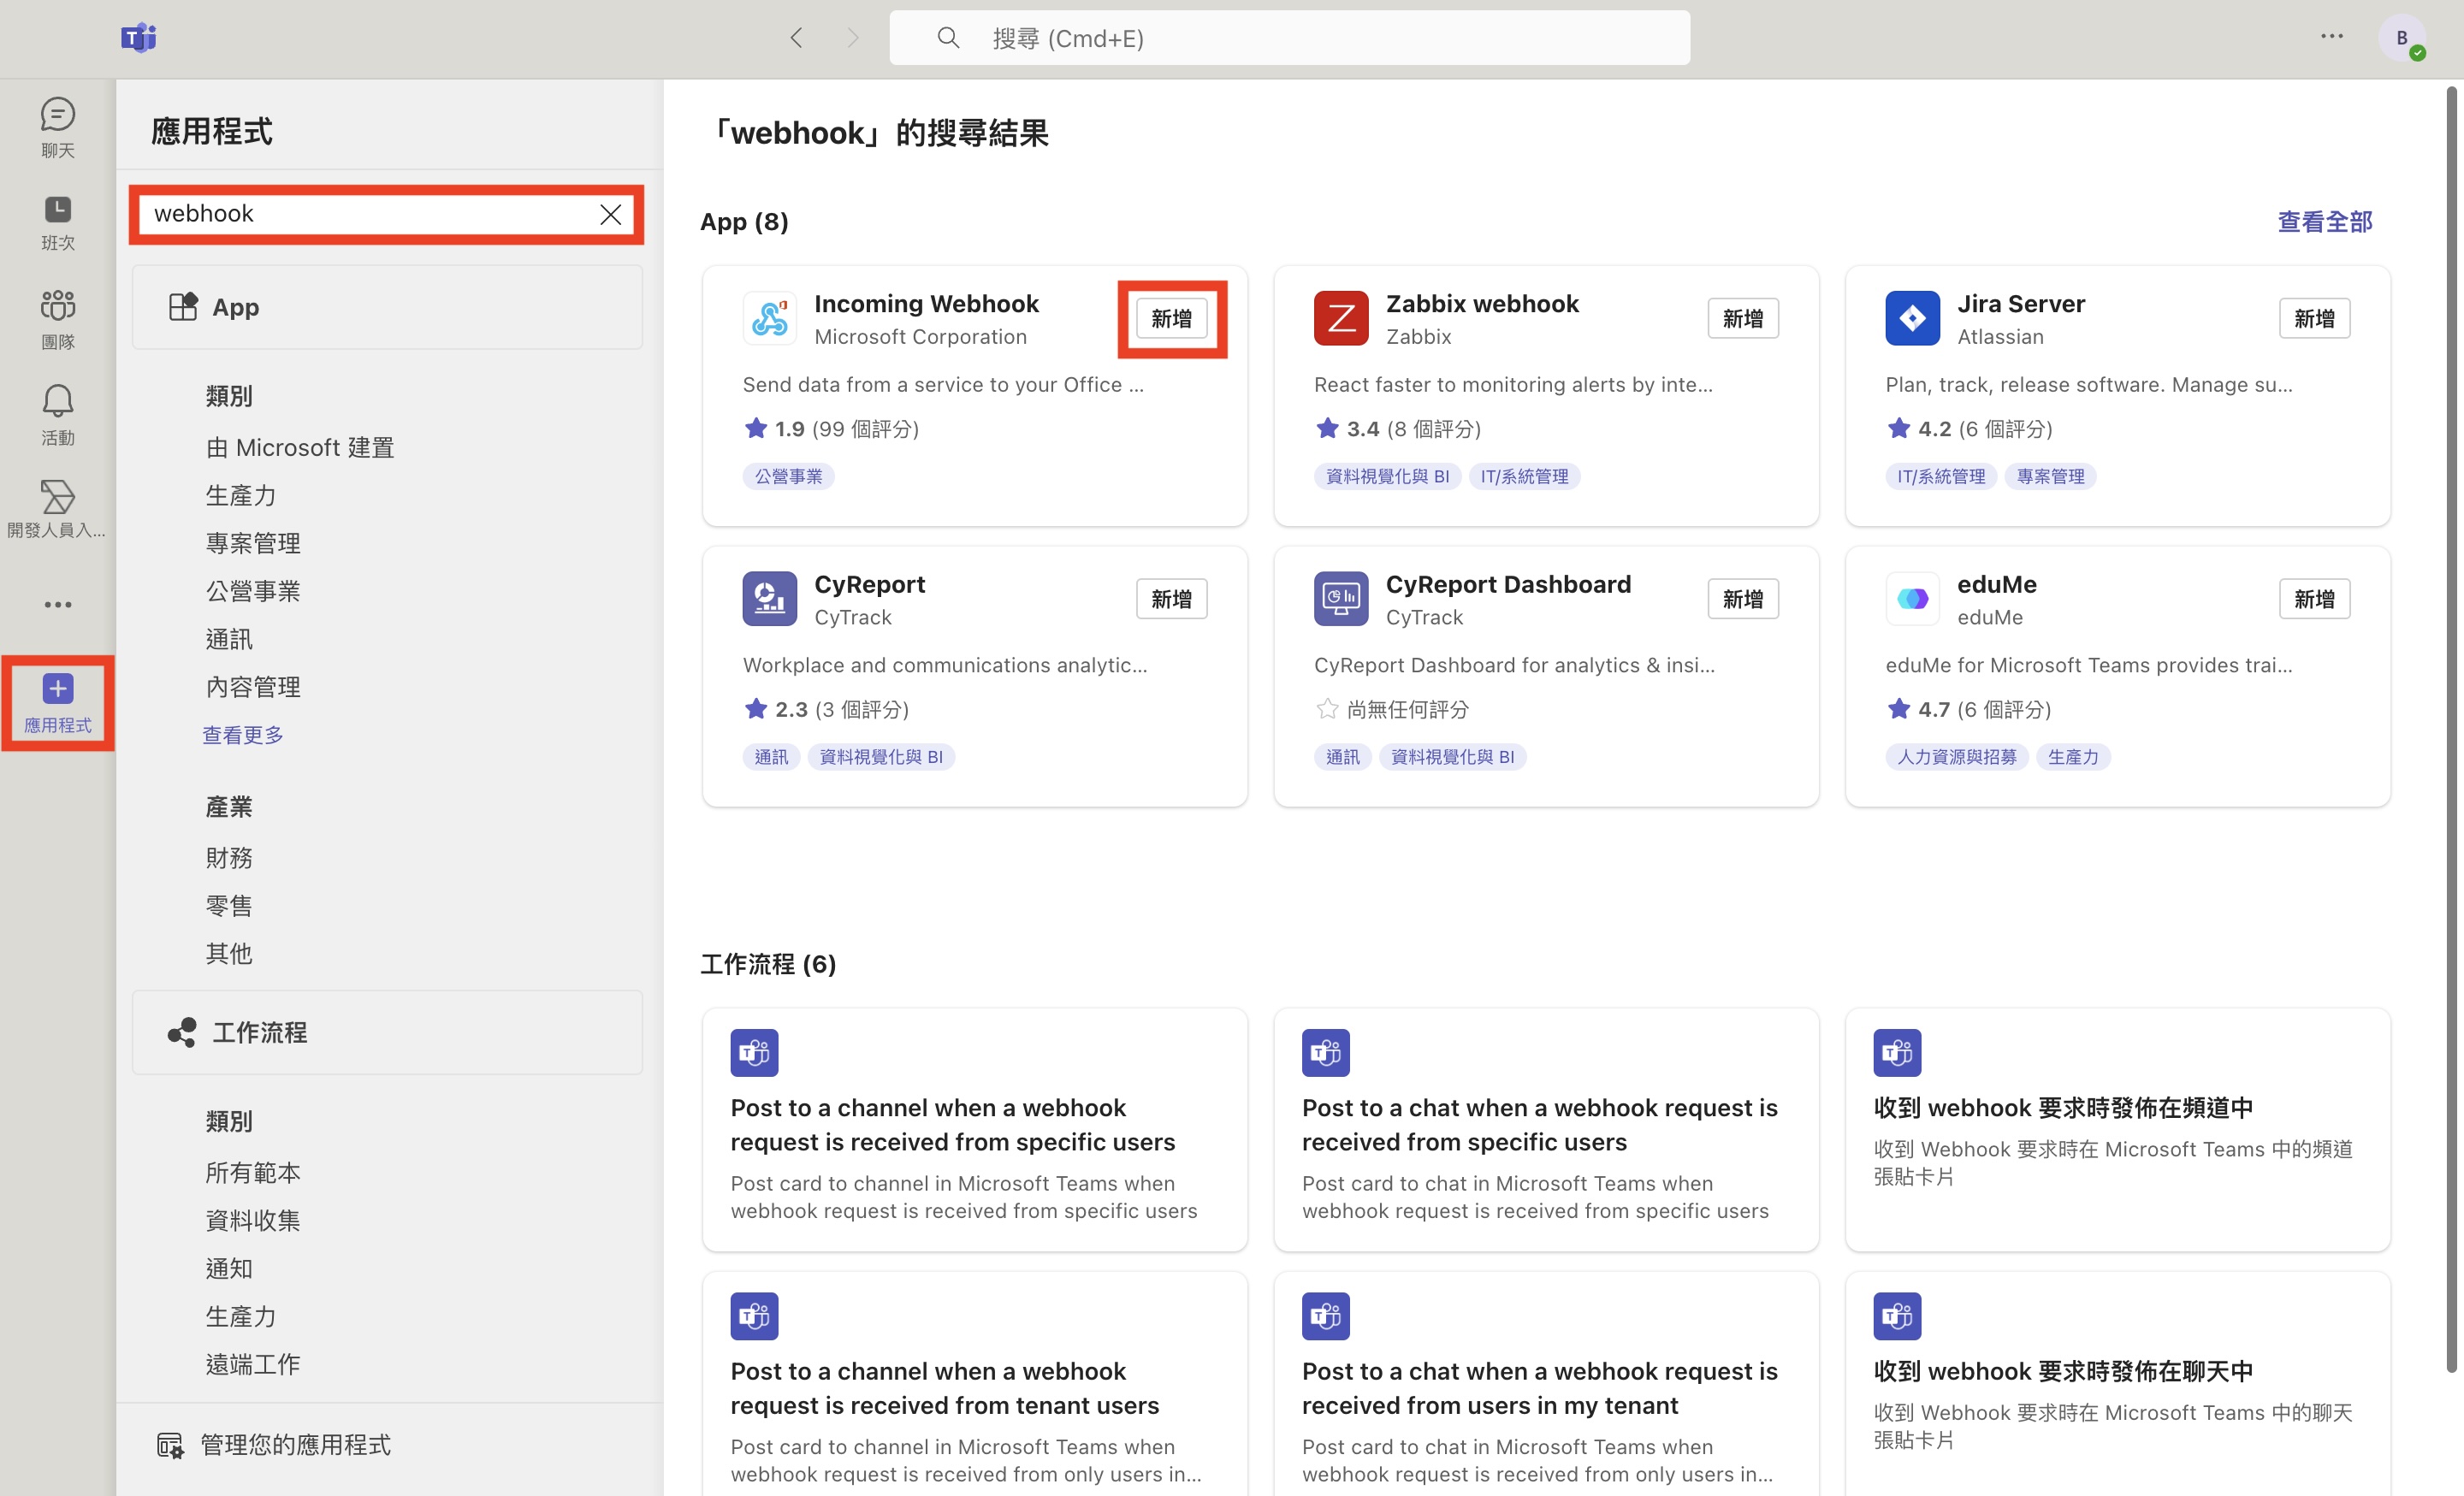 搜尋 (Cmd+E)
B
聊天
班次
團隊
活動
開發人員入...
應用程式
應用程式
webhook
App
類別
由 Microsoft 建置
生產力
專案管理
公營事業
通訊
內容管理
查看更多
產業
財務
零售
其他
工作流程
類別
所有範本
資料收集
通知
生產力
遠端工作
管理您的應用程式
「webhook」的搜尋結果
App (8)
查看全部
Incoming Webhook
Microsoft Corporation
新增
Send data from a service to your Office ...
1.9 (99 個評分)
公營事業
Zabbix webhook
Zabbix
新增
React faster to monitoring alerts by inte...
3.4 (8 個評分)
資料視覺化與 BI IT/系統管理
Jira Server
Atlassian
新增
Plan, track, release software. Manage su...
4.2 (6 個評分)
IT/系統管理 專案管理
CyReport
CyTrack
新增
Workplace and communications analytic...
2.3 (3 個評分)
通訊 資料視覺化與 BI
CyReport Dashboard
CyTrack
新增
CyReport Dashboard for analytics & insi...
尚無任何評分
通訊 資料視覺化與 BI
eduMe
eduMe
新增
eduMe for Microsoft Teams provides trai...
4.7 (6 個評分)
人力資源與招募 生產力
工作流程 (6)
Post to a channel when a webhook
request is received from specific users
Post card to channel in Microsoft Teams when
webhook request is received from specific users
Post to a chat when a webhook request is
received from specific users
Post card to chat in Microsoft Teams when
webhook request is received from specific users
收到 webhook 要求時發佈在頻道中
收到 Webhook 要求時在 Microsoft Teams 中的頻道
張貼卡片
Post to a channel when a webhook
request is received from tenant users
Post card to channel in Microsoft Teams when
webhook request is received from only users in...
Post to a chat when a webhook request is
received from users in my tenant
Post card to chat in Microsoft Teams when
webhook request is received from only users in...
收到 webhook 要求時發佈在聊天中
收到 Webhook 要求時在 Microsoft Teams 中的聊天
張貼卡片